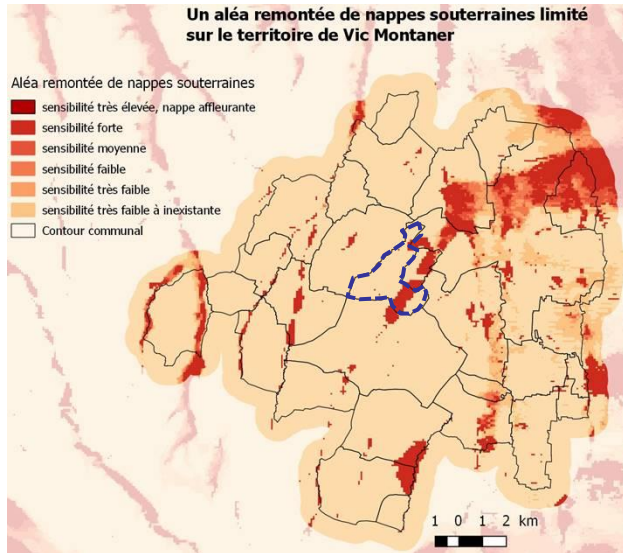 Un aléa remontée de nappes souterraines limité
sur le territoire de Vic Montaner
Aléa remontée de nappes souterraines
sensibilité très élevée, nappe affleurante
sensibilité forte
sensibilité moyenne
sensibilité faible
sensibilité très faible
sensibilité très faible à inexistante
Contour communal
1 0 1 2 km